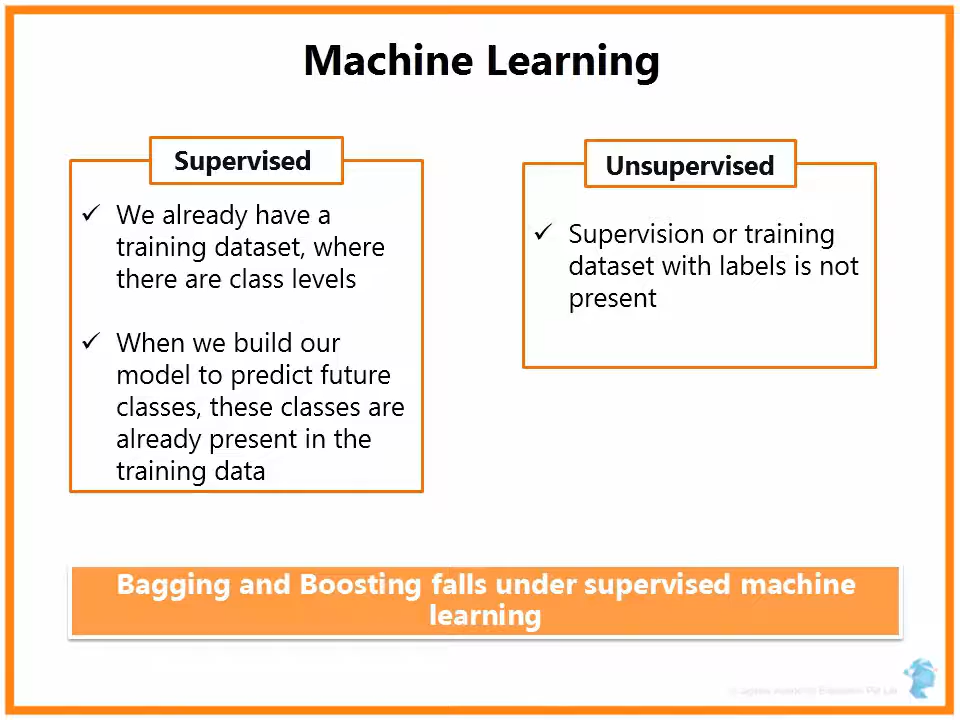 Machine Learning
Supervised
✓ We already have a
training dataset, where
there are class levels
✓ When we build our
model to predict future
classes, these classes are
already present in the
training data
Unsupervised
✓ Supervision or training
dataset with labels is not
present
Bagging and Boosting falls under supervised machine
learning
Education Pvt